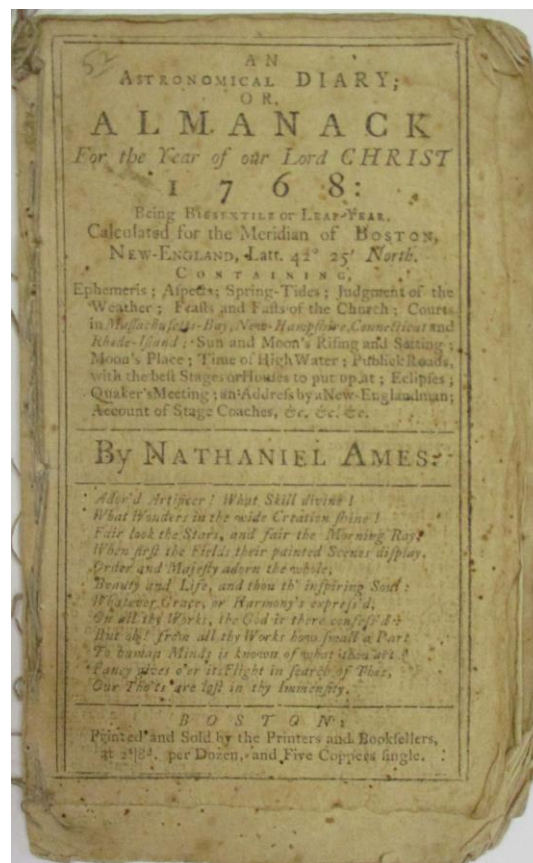 52
AN
ASTRONOMICAL DIARY;
OR,
ALMANACK
For the Year of our Lord CHRIST
1768:
Being BISSEXTILE or LEAP-YEAR.
Calculated for the Meridian of BOSTON,
NEW-ENGLAND, Latt. 42° 25′ North.
CONTAINING,
Ephemeris; Aſpects; Spring-Tides; Judgment of the
Weather; Feaſts and Faſts of the Church; Courts
in Maſſachuſetts-Bay, New-Hampſhire, Connecticut and
Rhode-Iſland; Sun and Moon's Riſing and Setting;
Moon's Place; Time of High Water; Publick Roads,
with the beſt Stages or Houſes to put up at; Eclipſes;
Quaker's Meeting; an Addreſs by a New-Englandman;
Account of Stage Coaches, &c. &c. &c.
By NATHANIEL AMES.
Ador'd Artificer! What Skill divine!
What Wonders in the wide Creation ſhine!
Fair look the Stars, and fair the Morning Ray,
When firſt the Fields their painted Scenes diſplay.
Order and Majeſty adorn the whole,
Beauty and Life, and thou th' inſpiring Soul:
Whatever Grace, or Harmony's expreſs'd,
On all thy Works, the God is there confeſs'd:
But oh! from all thy Works how ſmall a Part
To human Minds is known of what thou art!
Fancy gives o'er its Flight in ſearch of Thee,
Our Tho'ts are loſt in thy Immenſity.
BOSTON:
Printed and Sold by the Printers and Bookſellers,
at 2ſ8d. per Dozen, and Five Coppers ſingle.